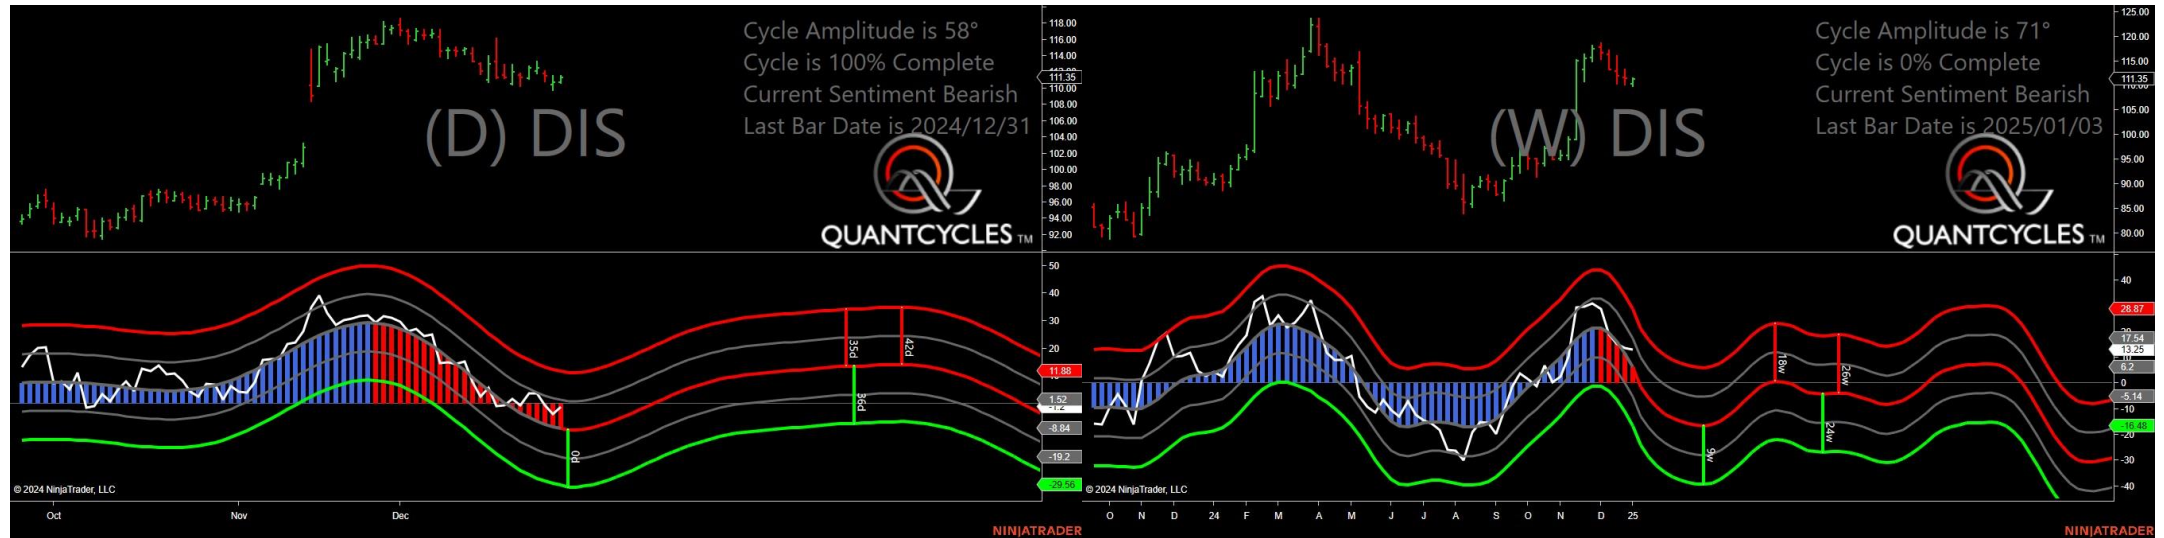 Cycle Amplitude is 58°
Cycle is 100% Complete
Current Sentiment Bearish
Last Bar Date is 2024/12/31
(D) DIS
QUANTCYCLES TM
118.00
116.00
114.00
111.35
110.00
108.00
106.00
104.00
102.00
100.00
98.00
96.00
94.00
92.00
50
40
30
20
11.88
1.52
-1.2
-8.84
-19.2
-29.56
0d
35d
36d
42d
© 2024 NinjaTrader, LLC
Oct Nov Dec
NINJATRADER
Cycle Amplitude is 71°
Cycle is 0% Complete
Current Sentiment Bearish
Last Bar Date is 2025/01/03
(W) DIS
QUANTCYCLES TM
125.00
120.00
115.00
111.35
105.00
100.00
95.00
90.00
85.00
80.00
40
28.87
17.54
13.25
6.2
0
-5.14
-10
-16.48
-20
-30
-40
9w
18w
24w
26w
© 2024 NinjaTrader, LLC
O N D 24 F M A M J J A S O N D 25
NINJATRADER